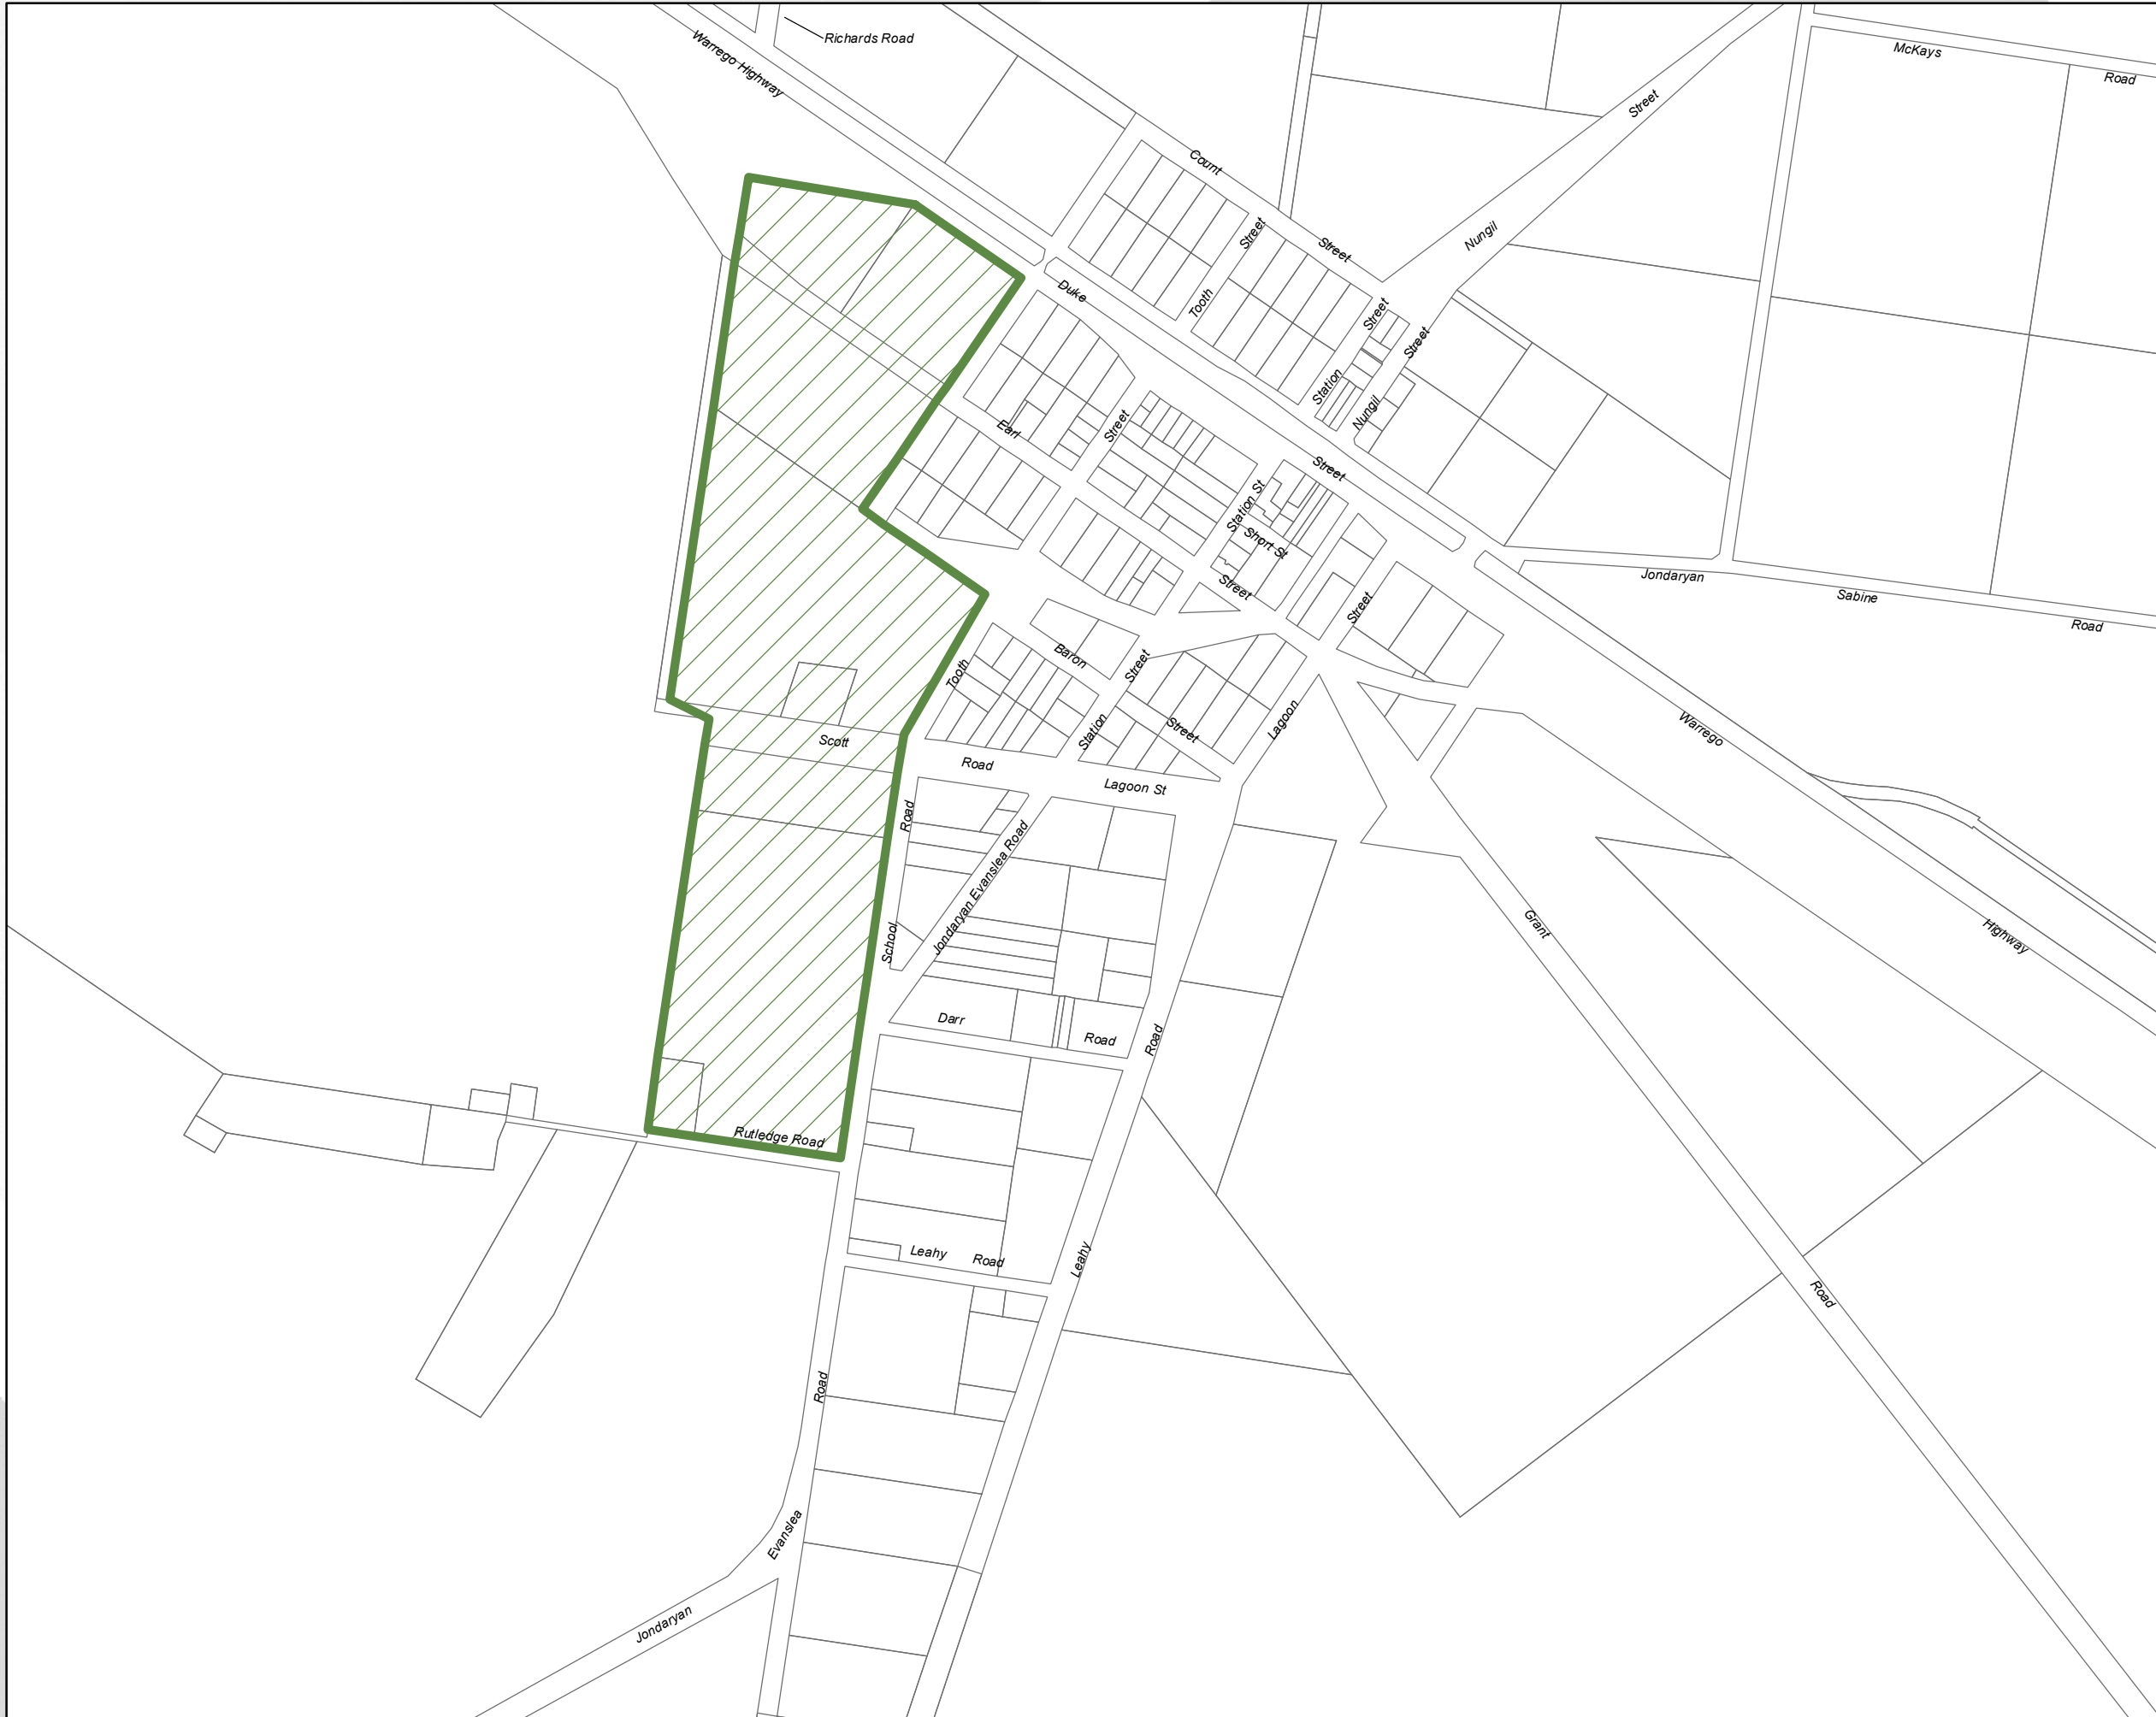 Richards Road
Warrego Highway
McKays
Road
Street
Count
Street
Nungil
Street
Tooth
Duke
Street
Street
Station
Nungil
Street
Earl
Street
Station St
Short St
Street
Street
Jondaryan
Sabine
Road
Baron
Street
Tooth
Station
Street
Lagoon
Warrego
Scott
Road
Lagoon St
Road
Jondaryan Evanslea Road
School
Grant
Highway
Darr
Road
Road
Rutledge Road
Leahy
Road
Leahy
Road
Road
Evanslea
Jondaryan